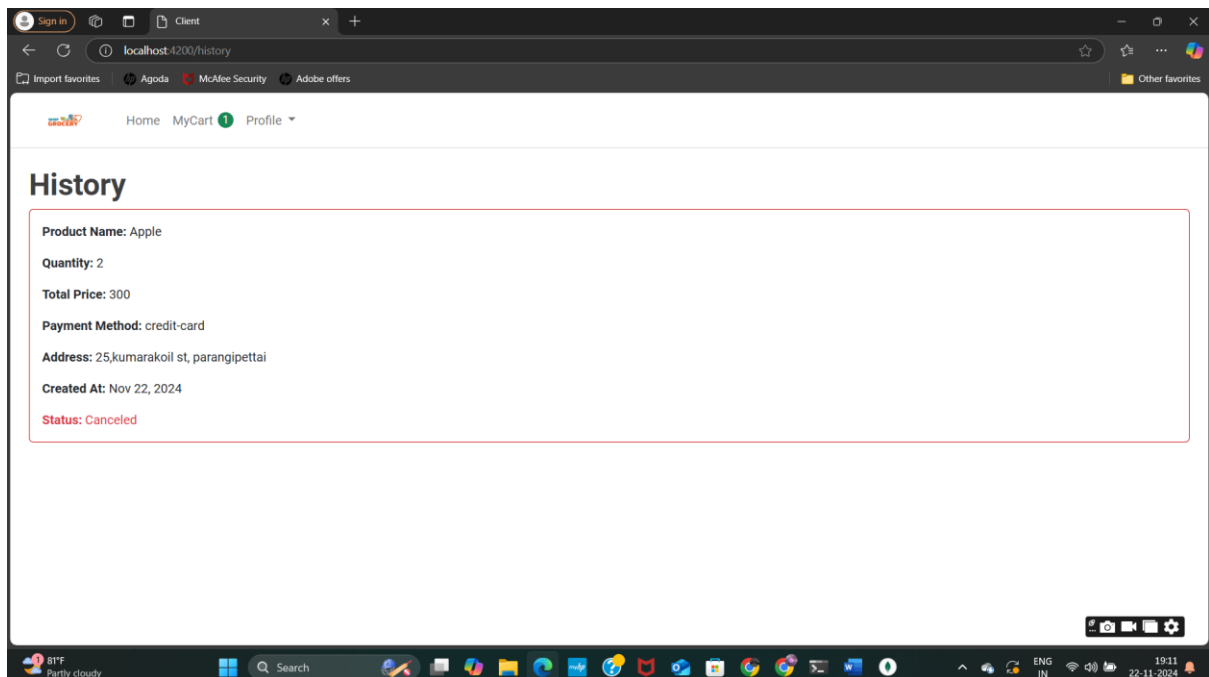 Sign in
Client
localhost:4200/history
Import favorites
Agoda
McAfee Security
Adobe offers
Other favorites
GROCERY
Home MyCart 1 Profile
History
Product Name: Apple
Quantity: 2
Total Price: 300
Payment Method: credit-card
Address: 25,kumarakoil st, parangipettai
Created At: Nov 22, 2024
Status: Canceled
1
81°F
Partly cloudy
Search
ENG
IN
19:11
22-11-2024